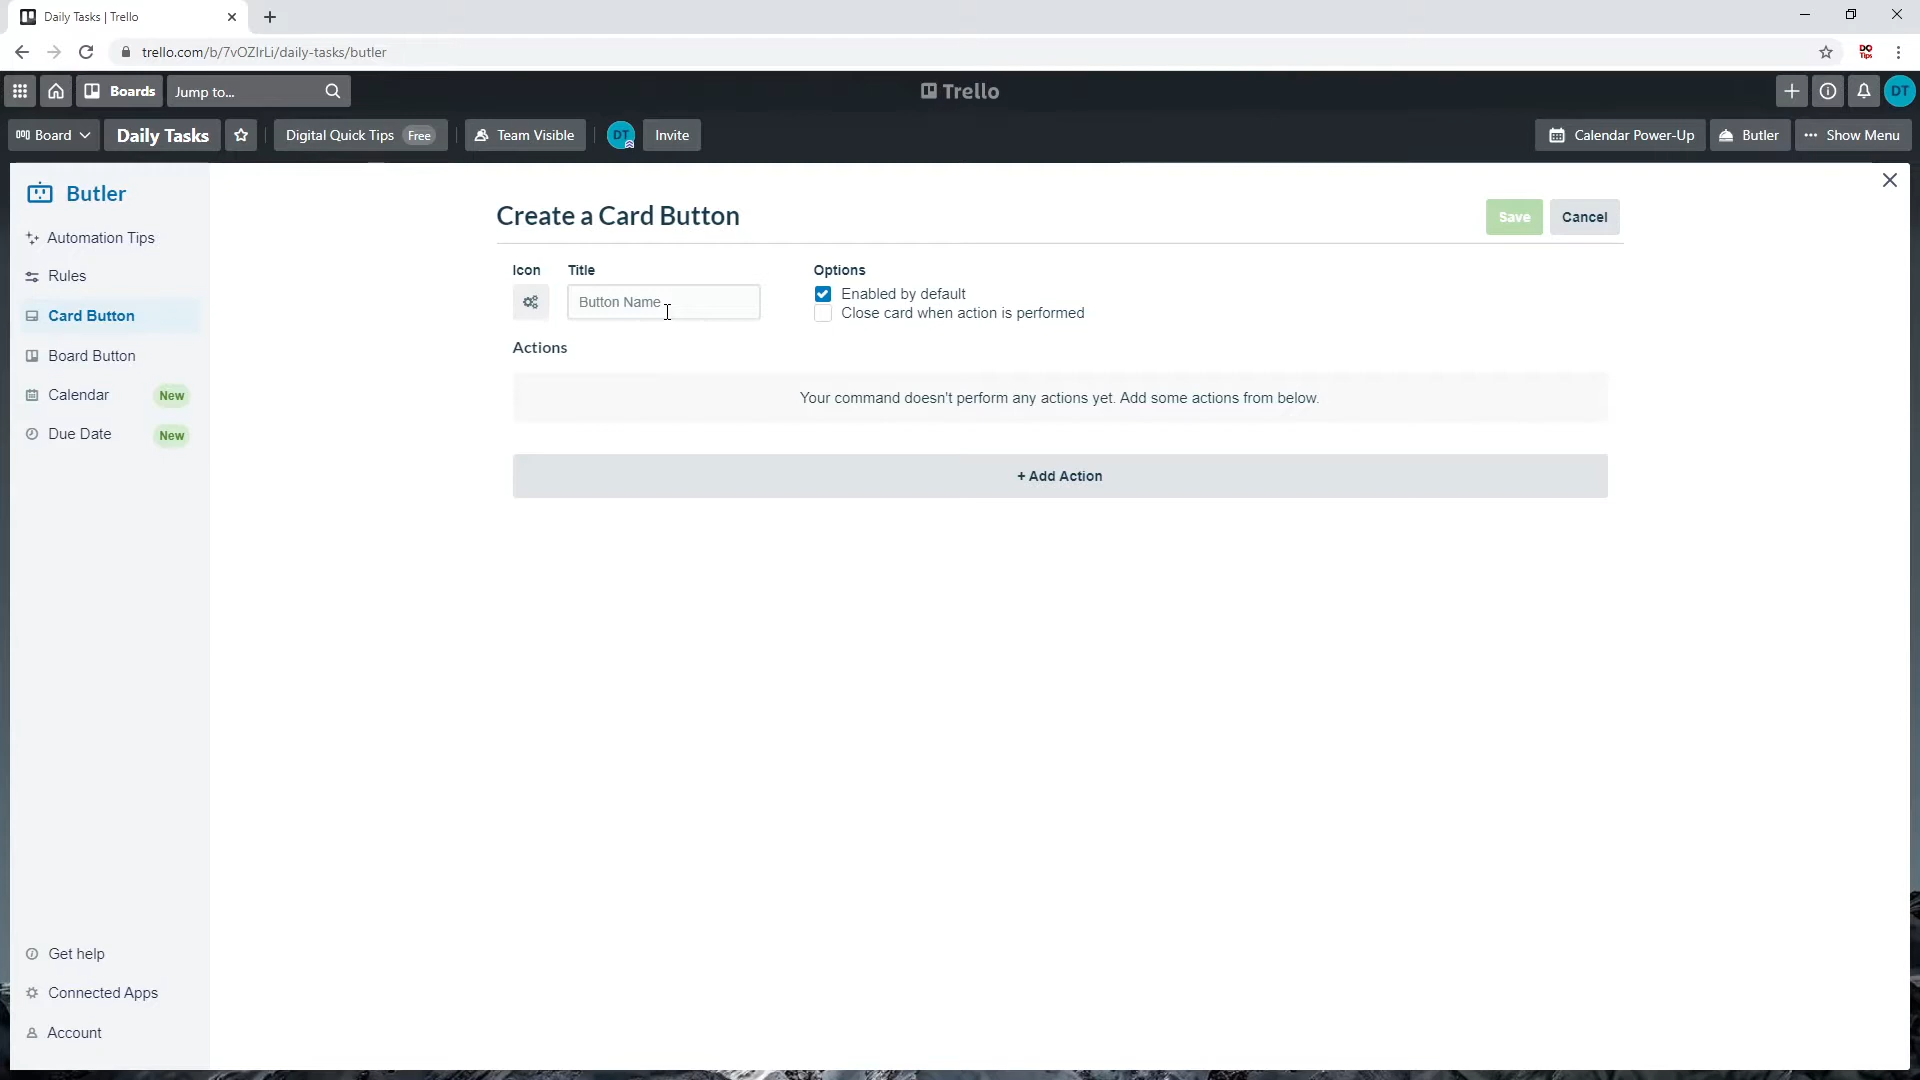 Daily Tasks | Trello
trello.com/b/7vOZIrLi/daily-tasks/butler
DO Tips
Boards
Jump to...
Trello
DT
Board
Daily Tasks
Digital Quick Tips Free
Team Visible
DT
Invite
Calendar Power-Up
Butler
Show Menu
Butler
Automation Tips
Rules
Card Button
Board Button
Calendar New
Due Date New
Get help
Connected Apps
Account
Create a Card Button
Save
Cancel
Icon
Title
Options
Button Name
Enabled by default
Close card when action is performed
Actions
Your command doesn't perform any actions yet. Add some actions from below.
+ Add Action